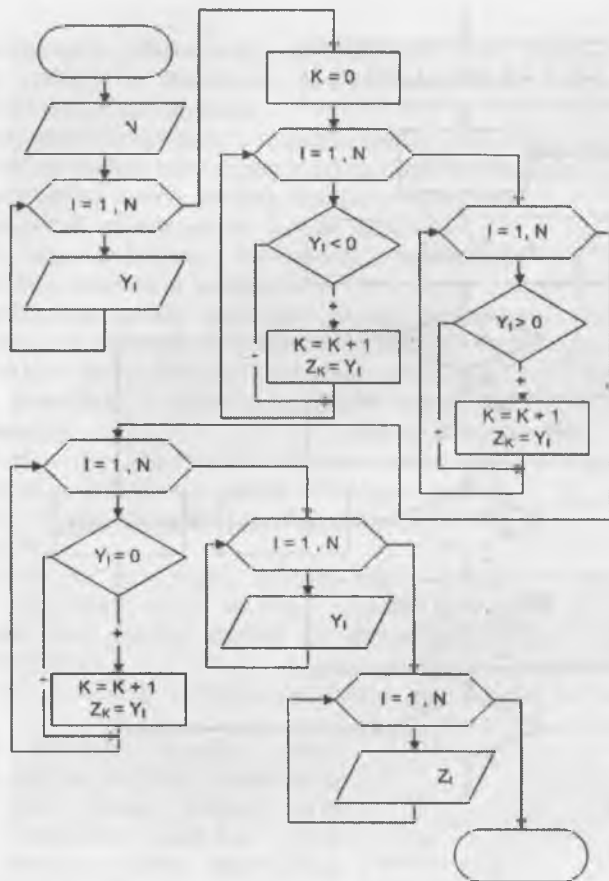 N
I = 1 , N
Y_I
K = 0
I = 1 , N
Y_I < 0
+
K = K + 1
Z_K = Y_I
I = 1 , N
Y_I > 0
+
K = K + 1
Z_K = Y_I
I = 1 , N
Y_I = 0
+
K = K + 1
Z_K = Y_I
I = 1 , N
Y_I
I = 1 , N
Z_I